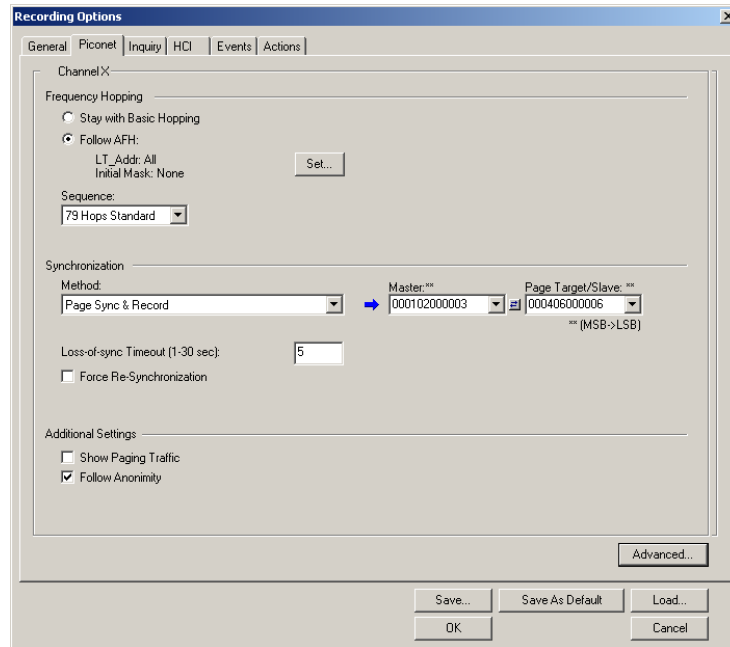 Recording Options
General Piconet Inquiry HCI Events Actions
Channel X
Frequency Hopping
Stay with Basic Hopping
Follow AFH:
LT_Addr: All
Initial Mask: None
Set...
Sequence:
79 Hops Standard
Synchronization
Method: Master:** Page Target/Slave: **
Page Sync & Record 000102000003 000406000006
** (MSB->LSB)
Loss-of-sync Timeout (1-30 sec): 5
Force Re-Synchronization
Additional Settings
Show Paging Traffic
Follow Anonimity
Advanced...
Save... Save As Default Load...
OK Cancel